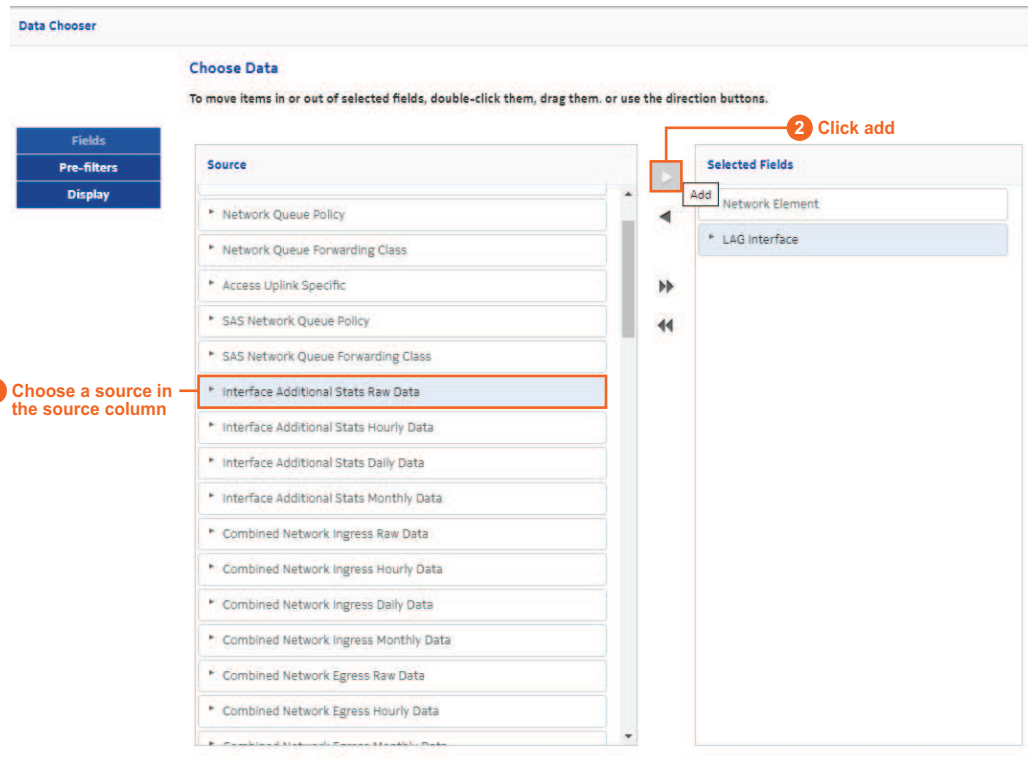 Data Chooser
Choose Data
To move items in or out of selected fields, double-click them, drag them. or use the direction buttons.
Fields
Pre-filters
Display
Source
2 Click add
Selected Fields
Add
Network Element
LAG Interface
Network Queue Policy
Network Queue Forwarding Class
Access Uplink Specific
SAS Network Queue Policy
SAS Network Queue Forwarding Class
Choose a source in
the source column
Interface Additional Stats Raw Data
Interface Additional Stats Hourly Data
Interface Additional Stats Daily Data
Interface Additional Stats Monthly Data
Combined Network Ingress Raw Data
Combined Network Ingress Hourly Data
Combined Network Ingress Daily Data
Combined Network Ingress Monthly Data
Combined Network Egress Raw Data
Combined Network Egress Hourly Data
Combined Network Egress Monthly Data